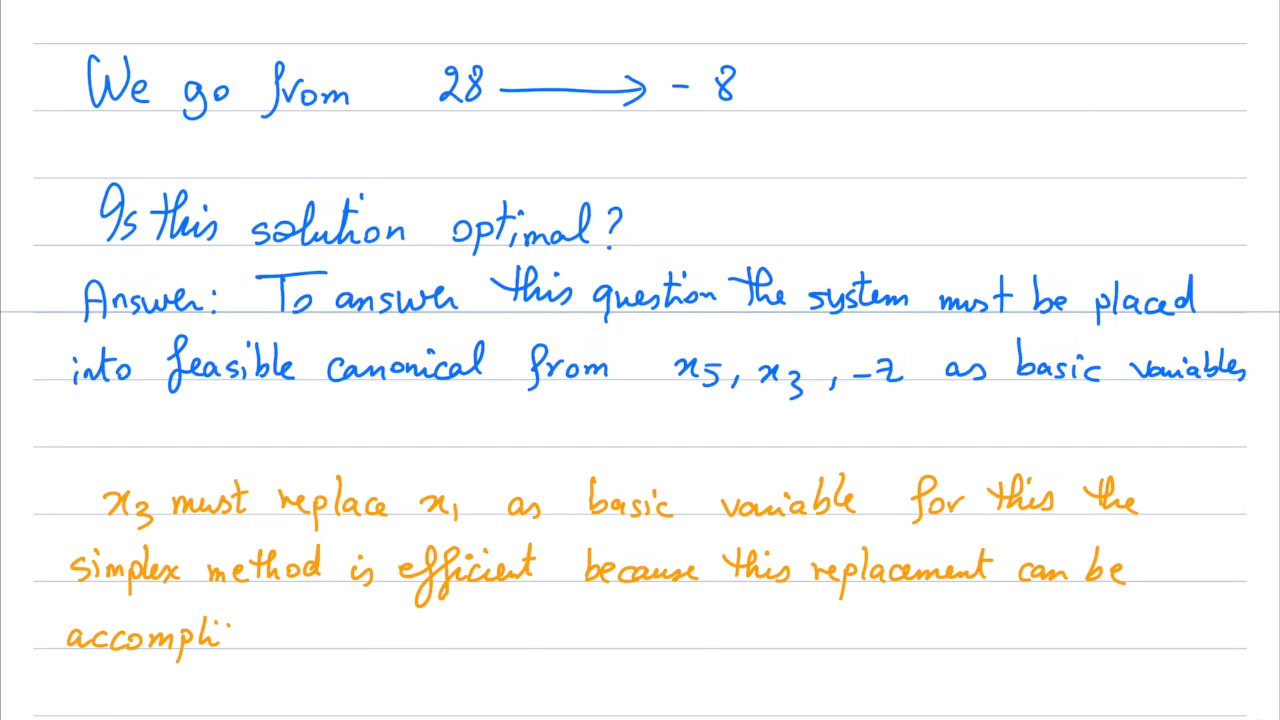 We go from 28 ⟶ - 8
Is this solution optimal?
Answer: To answer this question the system must be placed
into feasible canonical from x5, x3, -z as basic variables
x3 must replace x1 as basic variable for this the
simplex method is efficient because this replacement can be
accompli